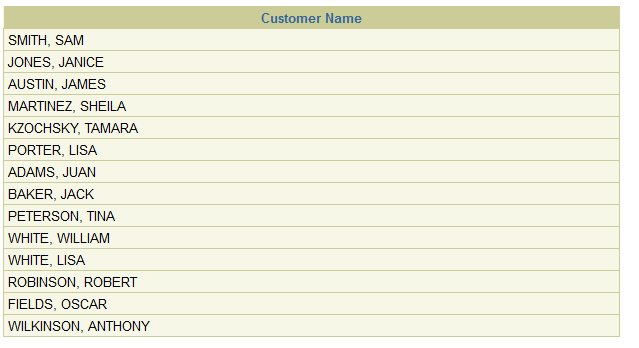 Customer Name
SMITH, SAM
JONES, JANICE
AUSTIN, JAMES
MARTINEZ, SHEILA
KZOCHSKY, TAMARA
PORTER, LISA
ADAMS, JUAN
BAKER, JACK
PETERSON, TINA
WHITE, WILLIAM
WHITE, LISA
ROBINSON, ROBERT
FIELDS, OSCAR
WILKINSON, ANTHONY